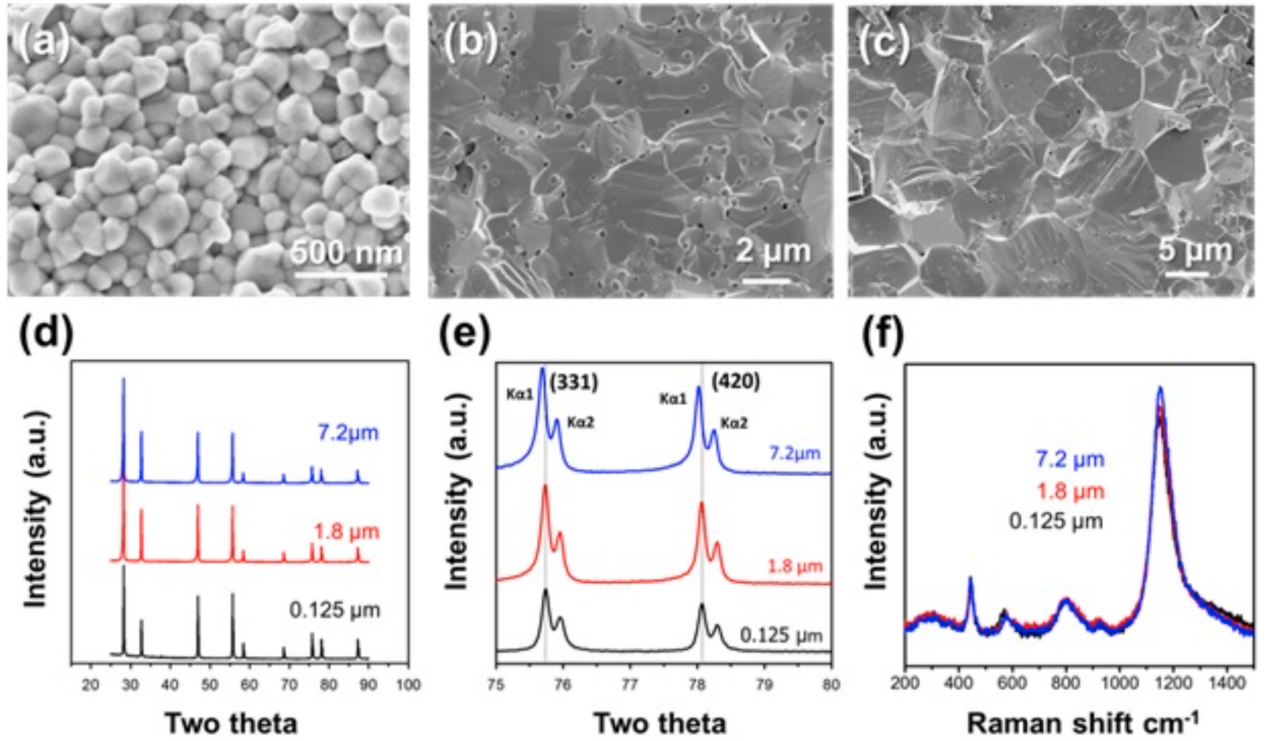 (a)
500 nm
(b)
2 µm
(c)
5 µm
(d)
Intensity (a.u.)
7.2µm
1.8 µm
0.125 µm
20 30 40 50 60 70 80 90 100
Two theta
(e)
Intensity (a.u.)
Kα1
(331)
Kα2
Kα1
(420)
Kα2
7.2µm
1.8 µm
0.125 µm
75 76 77 78 79 80
Two theta
(f)
Intensity (a.u.)
7.2 µm
1.8 µm
0.125 µm
200 400 600 800 1000 1200 1400
Raman shift cm-1